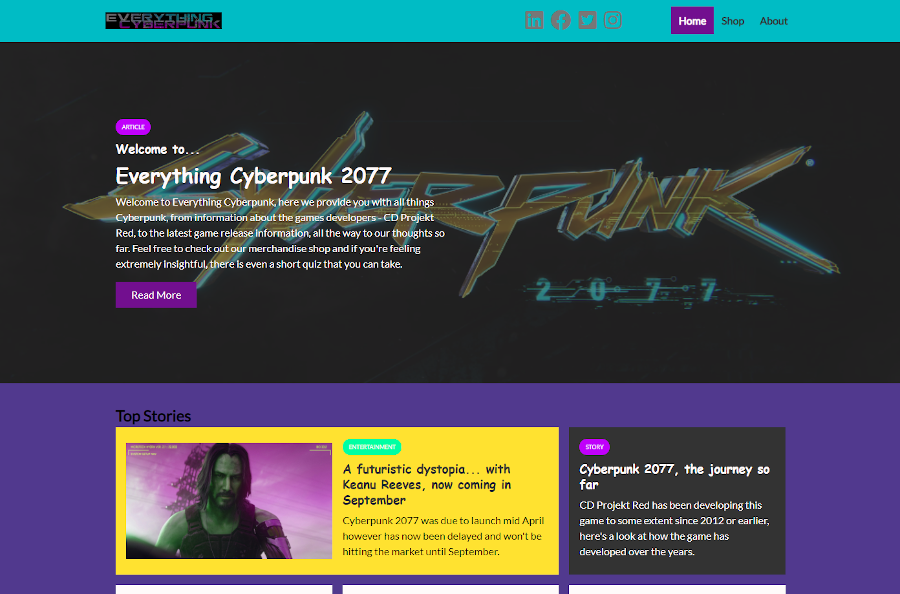 EVERYTHING
CYBERPUNK
Home Shop About
ARTICLE
Welcome to...
Everything Cyberpunk 2077
Welcome to Everything Cyberpunk, here we provide you with all things
Cyberpunk, from information about the games developers - CD Projekt
Red, to the latest game release information, all the way to our thoughts so
far. Feel free to check out our merchandise shop and if you're feeling
extremely insightful, there is even a short quiz that you can take.
Read More
CYBERPUNK
2077
Top Stories
ENTERTAINMENT
A futuristic dystopia... with
Keanu Reeves, now coming in
September
Cyberpunk 2077 was due to launch mid April
however has now been delayed and won't be
hitting the market until September.
STORY
Cyberpunk 2077, the journey so
far
CD Projekt Red has been developing this
game to some extent since 2012 or earlier,
here's a look at how the game has
developed over the years.